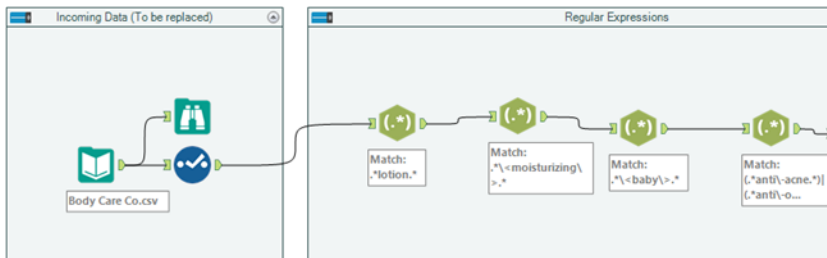 Incoming Data (To be replaced)
Regular Expressions
(.*)
(.*)
(.*)
(.*)
Match:
.*lotion.*
Match:
.*\<moisturizing\
>.*
Match:
.*\<baby\>.*
Match:
(.*anti\-acne.*)|
(.*anti\-o...
Body Care Co.csv